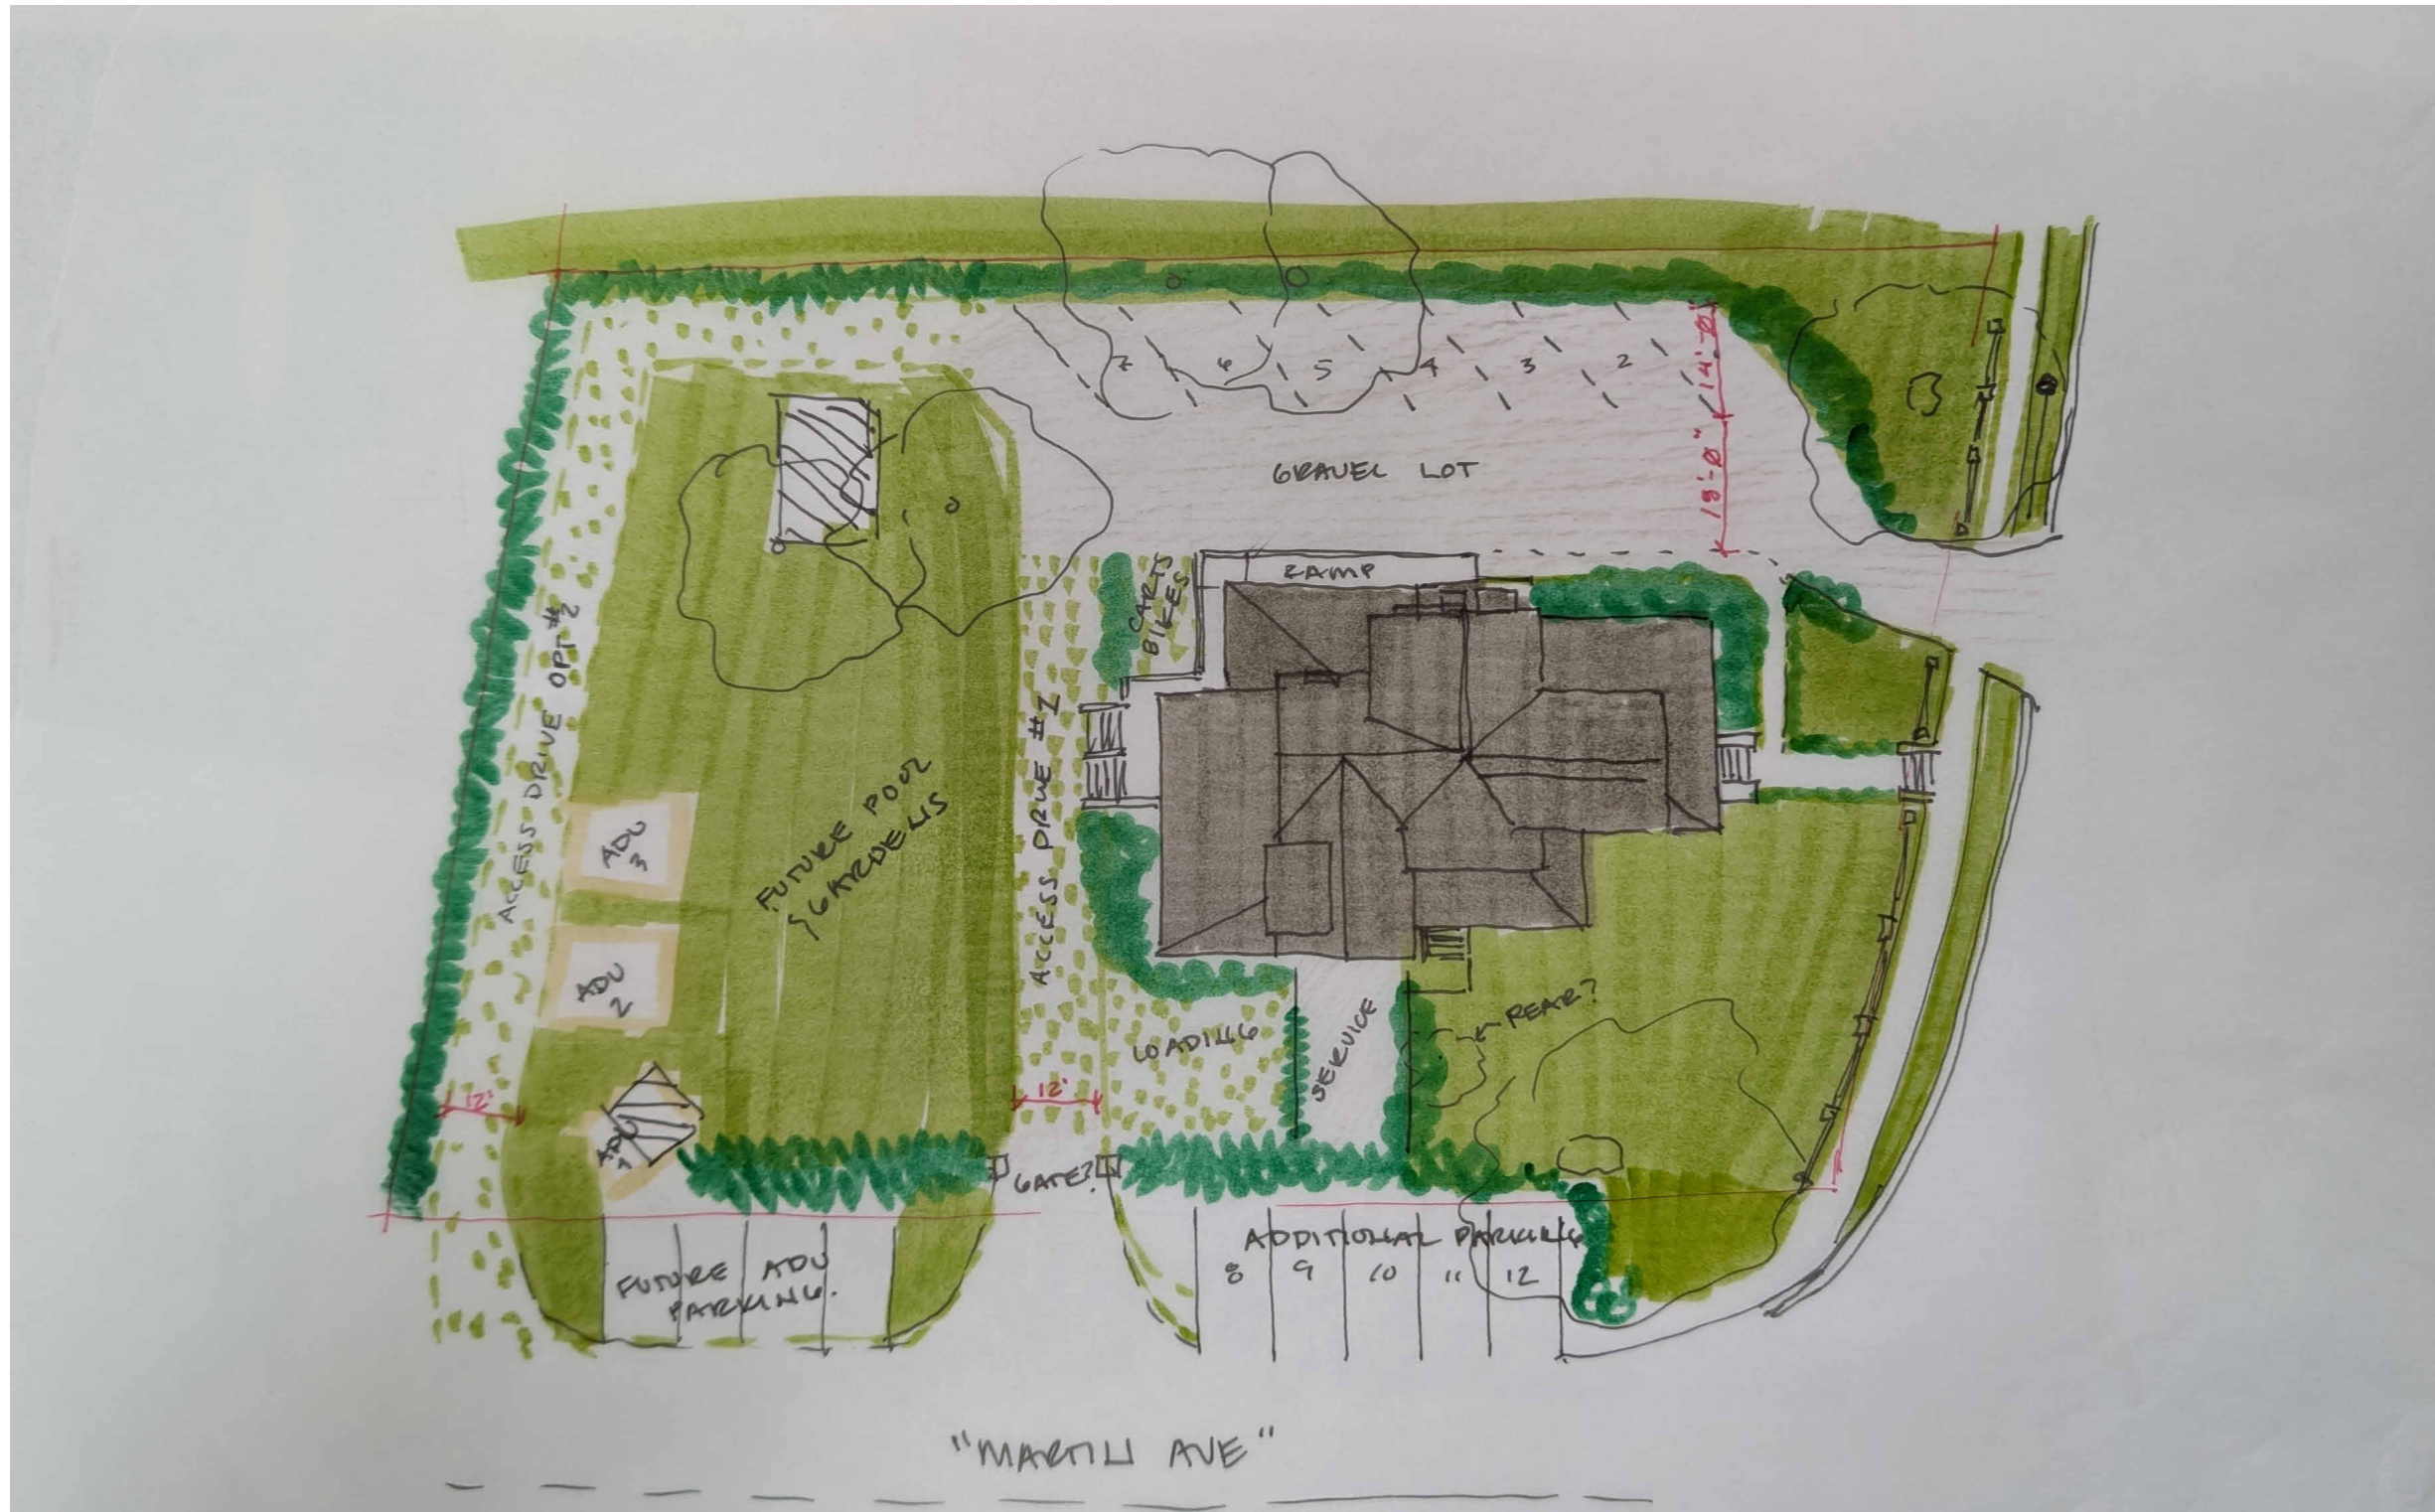 7 6 5 4 3 2
14'-0"
GRAVEL LOT
18'-0"
RAMP
CARTS
BIKES
ACCESS DRIVE OPT #2
ACCESS DRIVE #1
FUTURE POOL
& GARDENS
ADU
3
ADU
2
ADU
1
12'
12'
LOADING
SERVICE
REAR?
GATE?
FUTURE ADU
PARKING.
ADDITIONAL PARKING
8 9 10 11 12
"MARTIN AVE"